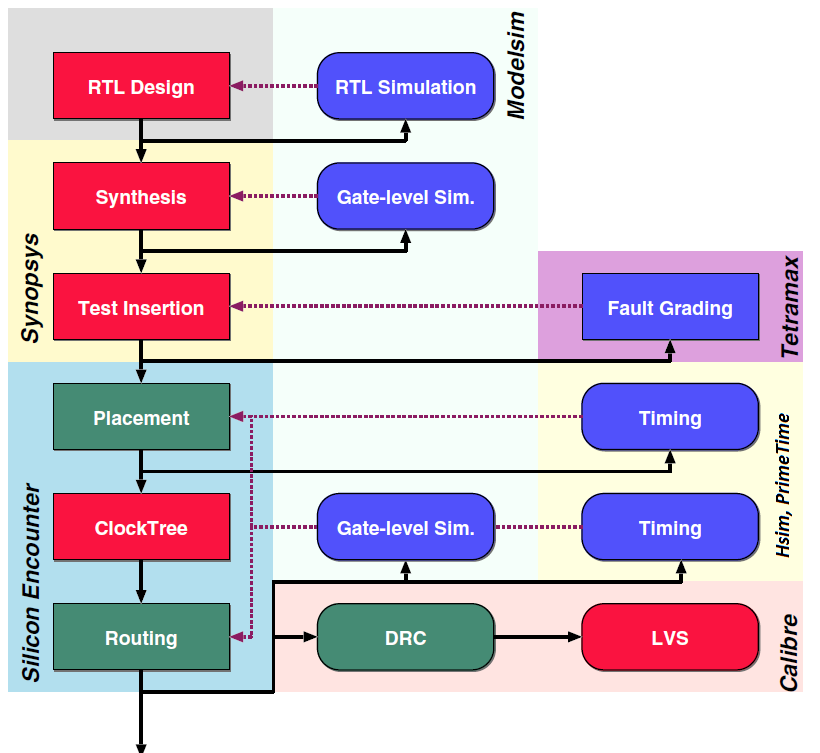 RTL Design
RTL Simulation
Modelsim
Synthesis
Gate-level Sim.
Synopsys
Test Insertion
Fault Grading
Tetramax
Placement
Timing
Hsim, PrimeTime
ClockTree
Gate-level Sim.
Timing
Silicon Encounter
Routing
DRC
LVS
Calibre